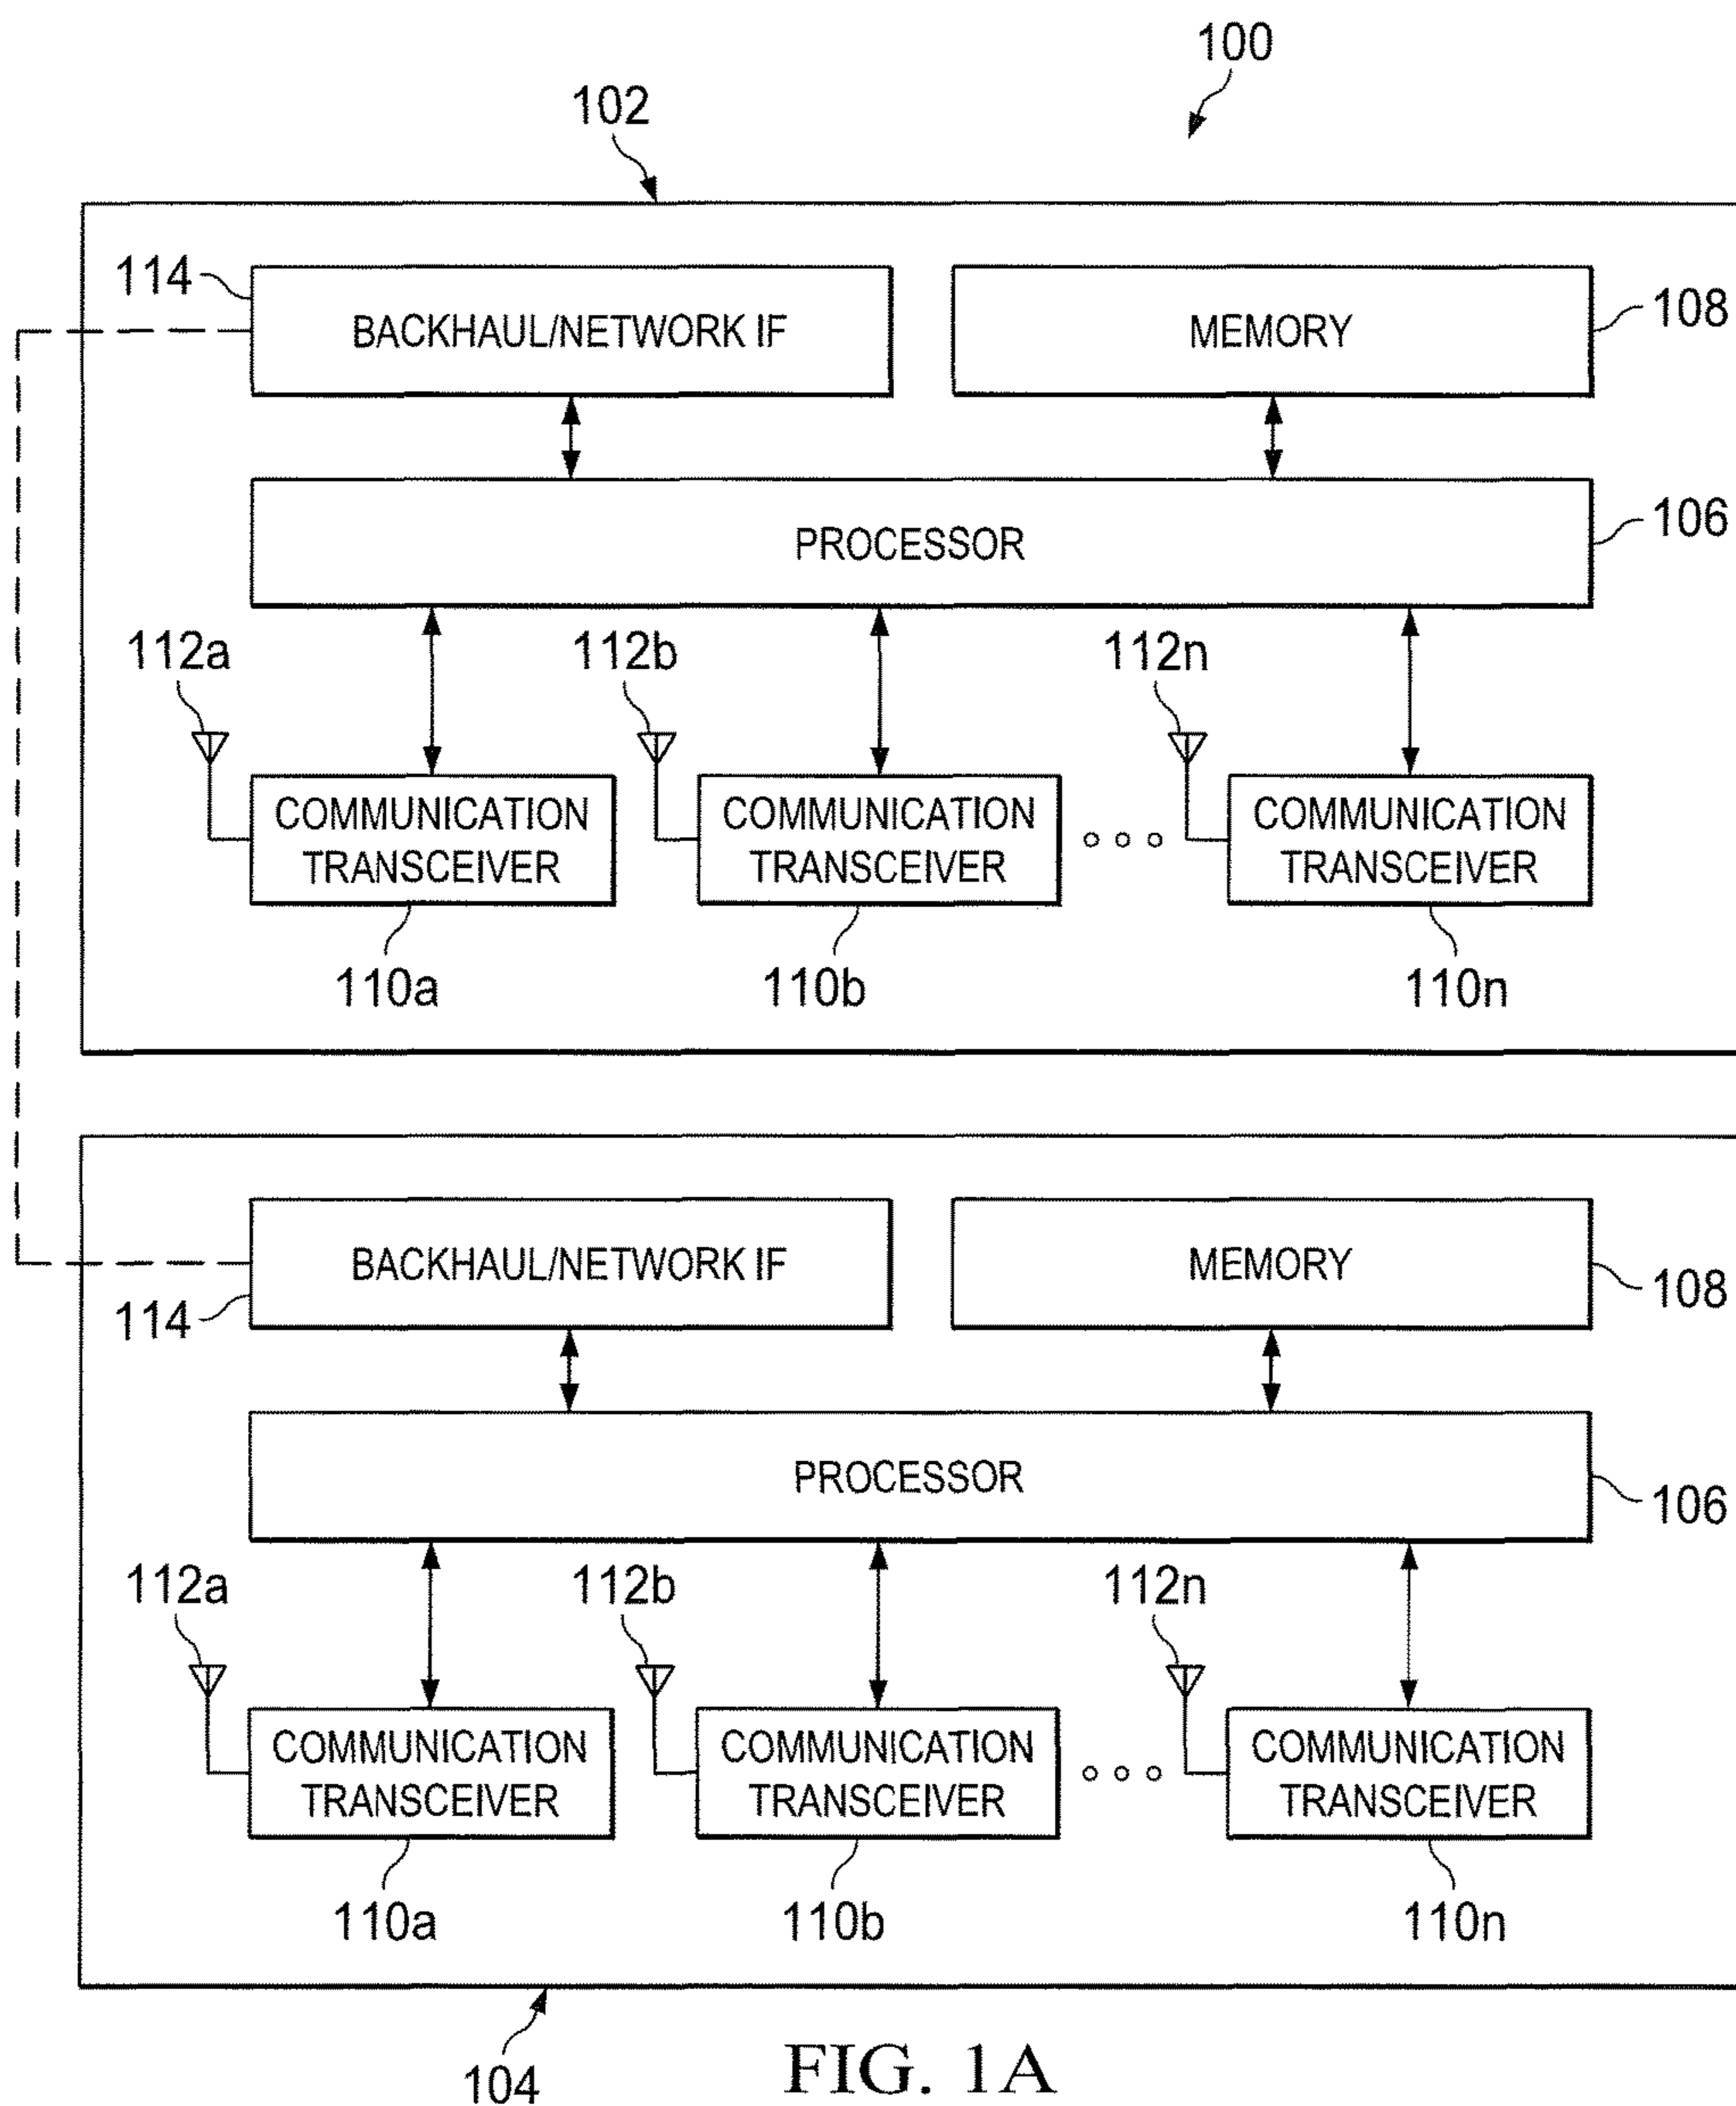 100
102
114
BACKHAUL/NETWORK IF
MEMORY
108
PROCESSOR
106
112a
112b
112n
COMMUNICATION
TRANSCEIVER
COMMUNICATION
TRANSCEIVER
COMMUNICATION
TRANSCEIVER
110a
110b
110n
BACKHAUL/NETWORK IF
MEMORY
108
114
PROCESSOR
106
112a
112b
112n
COMMUNICATION
TRANSCEIVER
COMMUNICATION
TRANSCEIVER
COMMUNICATION
TRANSCEIVER
110a
110b
110n
104
FIG. 1A